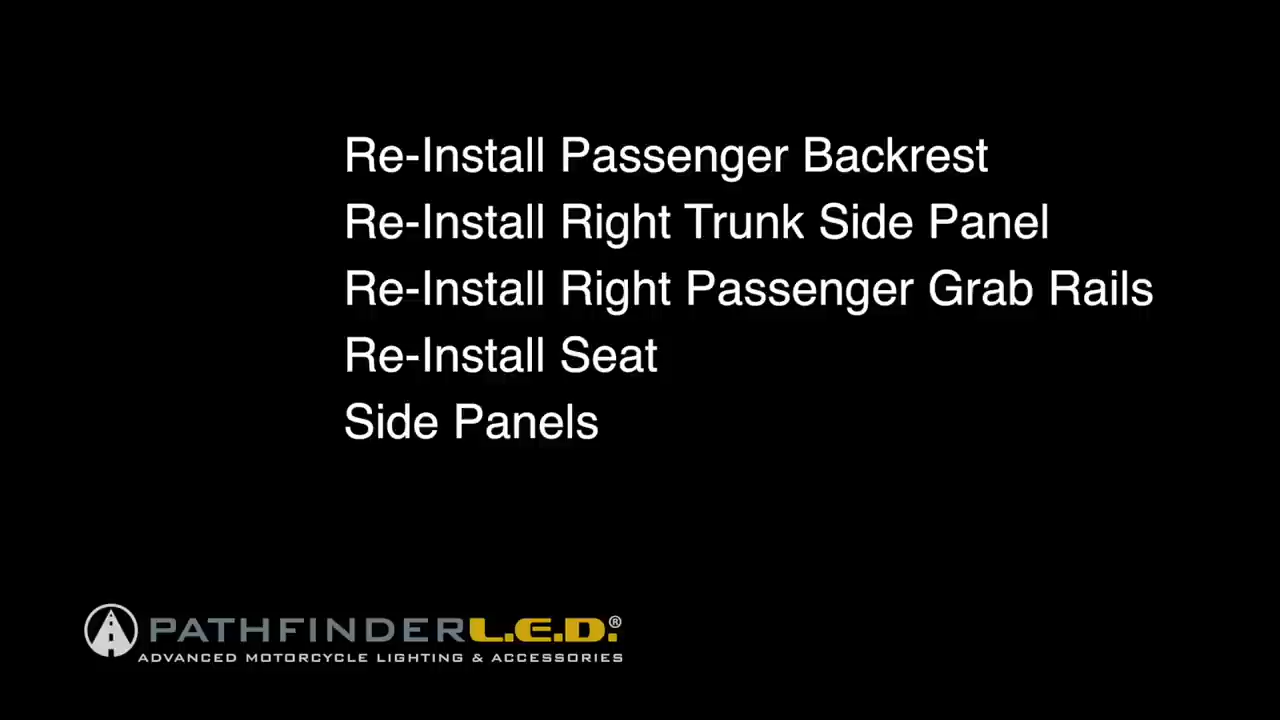 Re-Install Passenger Backrest
Re-Install Right Trunk Side Panel
Re-Install Right Passenger Grab Rails
Re-Install Seat
Side Panels
PATHFINDERL.E.D.®
ADVANCED MOTORCYCLE LIGHTING & ACCESSORIES